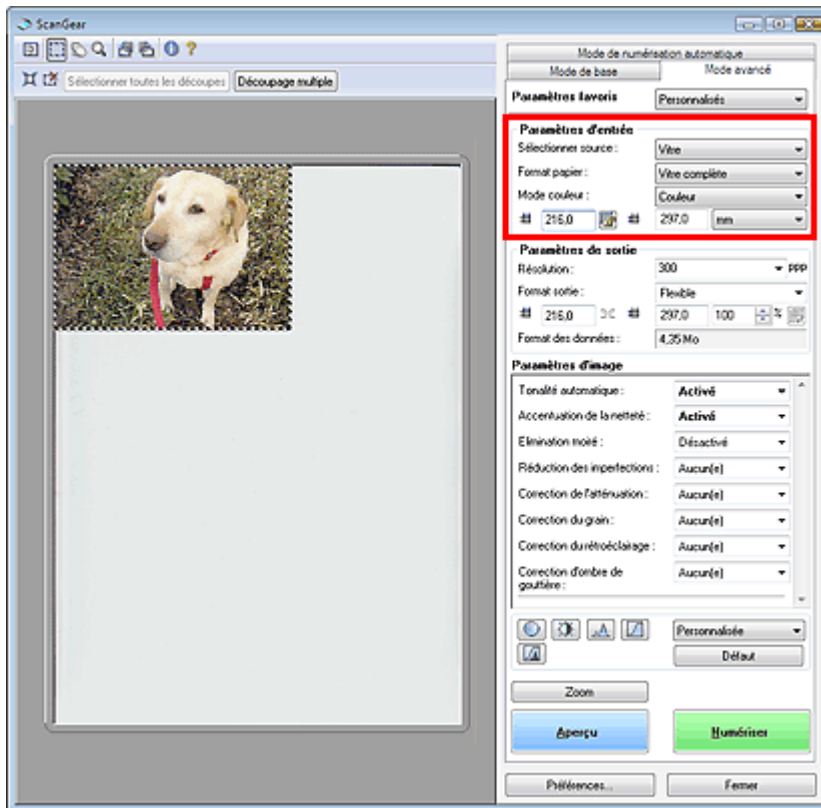 ScanGear
Sélectionner toutes les découpes Découpage multiple
Mode de numérisation automatique
Mode de base Mode avancé
Paramètres favoris Personnalisés
Paramètres d'entrée
Sélectionner source : Vitre
Format papier : Vitre complète
Mode couleur : Couleur
216,0 297,0 mm
Paramètres de sortie
Résolution : 300 ppp
Format sortie : Flexible
216,0 297,0 100 %
Format des données : 4,35 Mo
Paramètres d'image
Tonalité automatique : Activé
Accentuation de la netteté : Activé
Elimination moiré : Désactivé
Réduction des imperfections : Aucun(e)
Correction de l'atténuation : Aucun(e)
Correction du grain : Aucun(e)
Correction du rétroéclairage : Aucun(e)
Correction d'ombre de gouttière : Aucun(e)
Personnalisée
Défaut
Zoom
Aperçu Numériser
Préférences... Fermer